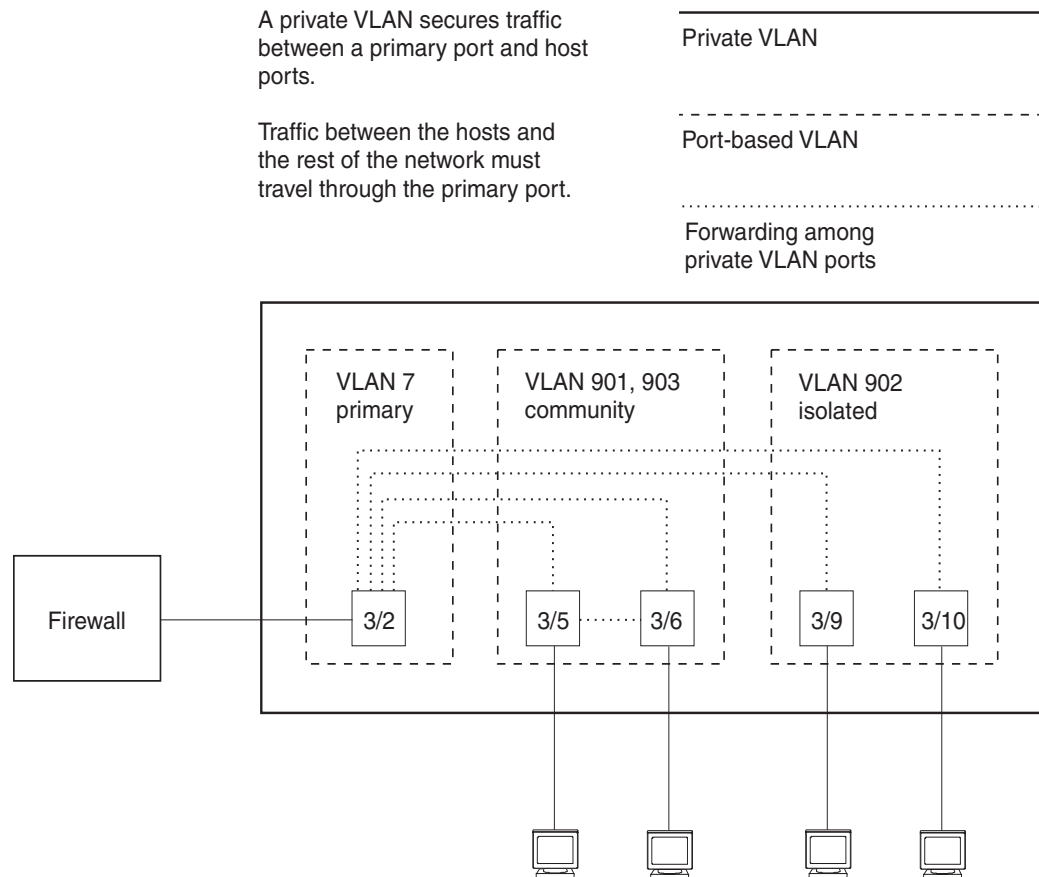 A private VLAN secures traffic
between a primary port and host
ports.
Traffic between the hosts and
the rest of the network must
travel through the primary port.
Private VLAN
Port-based VLAN
Forwarding among
private VLAN ports
VLAN 7
primary
VLAN 901, 903
community
VLAN 902
isolated
Firewall
3/2
3/5
3/6
3/9
3/10